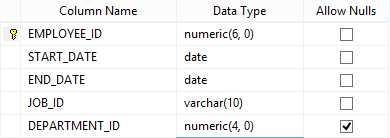 Column Name Data Type Allow Nulls
EMPLOYEE_ID numeric(6, 0)
START_DATE date
END_DATE date
JOB_ID varchar(10)
DEPARTMENT_ID numeric(4, 0)